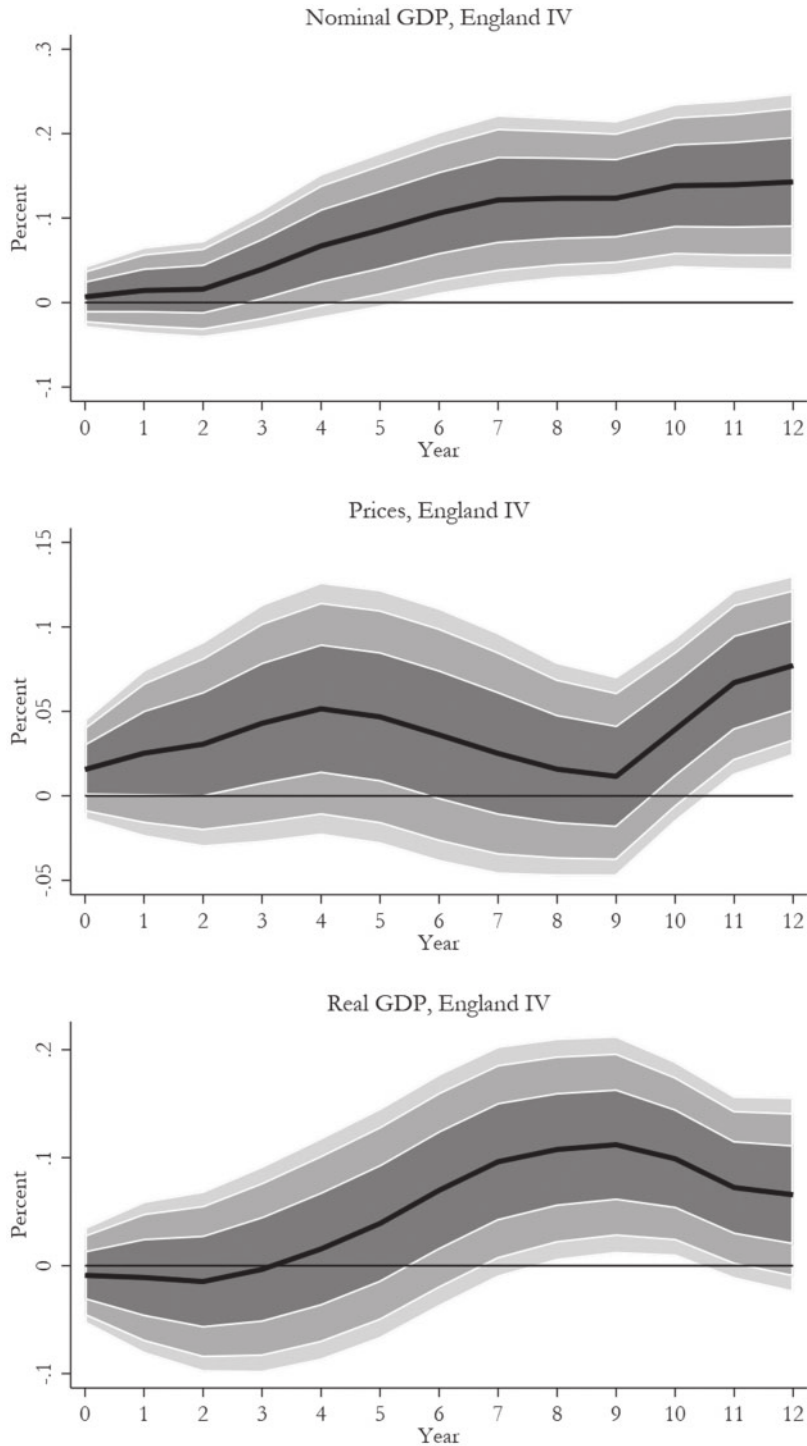 Nominal GDP, England IV
.3
.2
.1
0
-.1
Percent
0 1 2 3 4 5 6 7 8 9 10 11 12
Year
Prices, England IV
.15
.1
.05
0
-.05
Percent
0 1 2 3 4 5 6 7 8 9 10 11 12
Year
Real GDP, England IV
.2
.1
0
-.1
Percent
0 1 2 3 4 5 6 7 8 9 10 11 12
Year